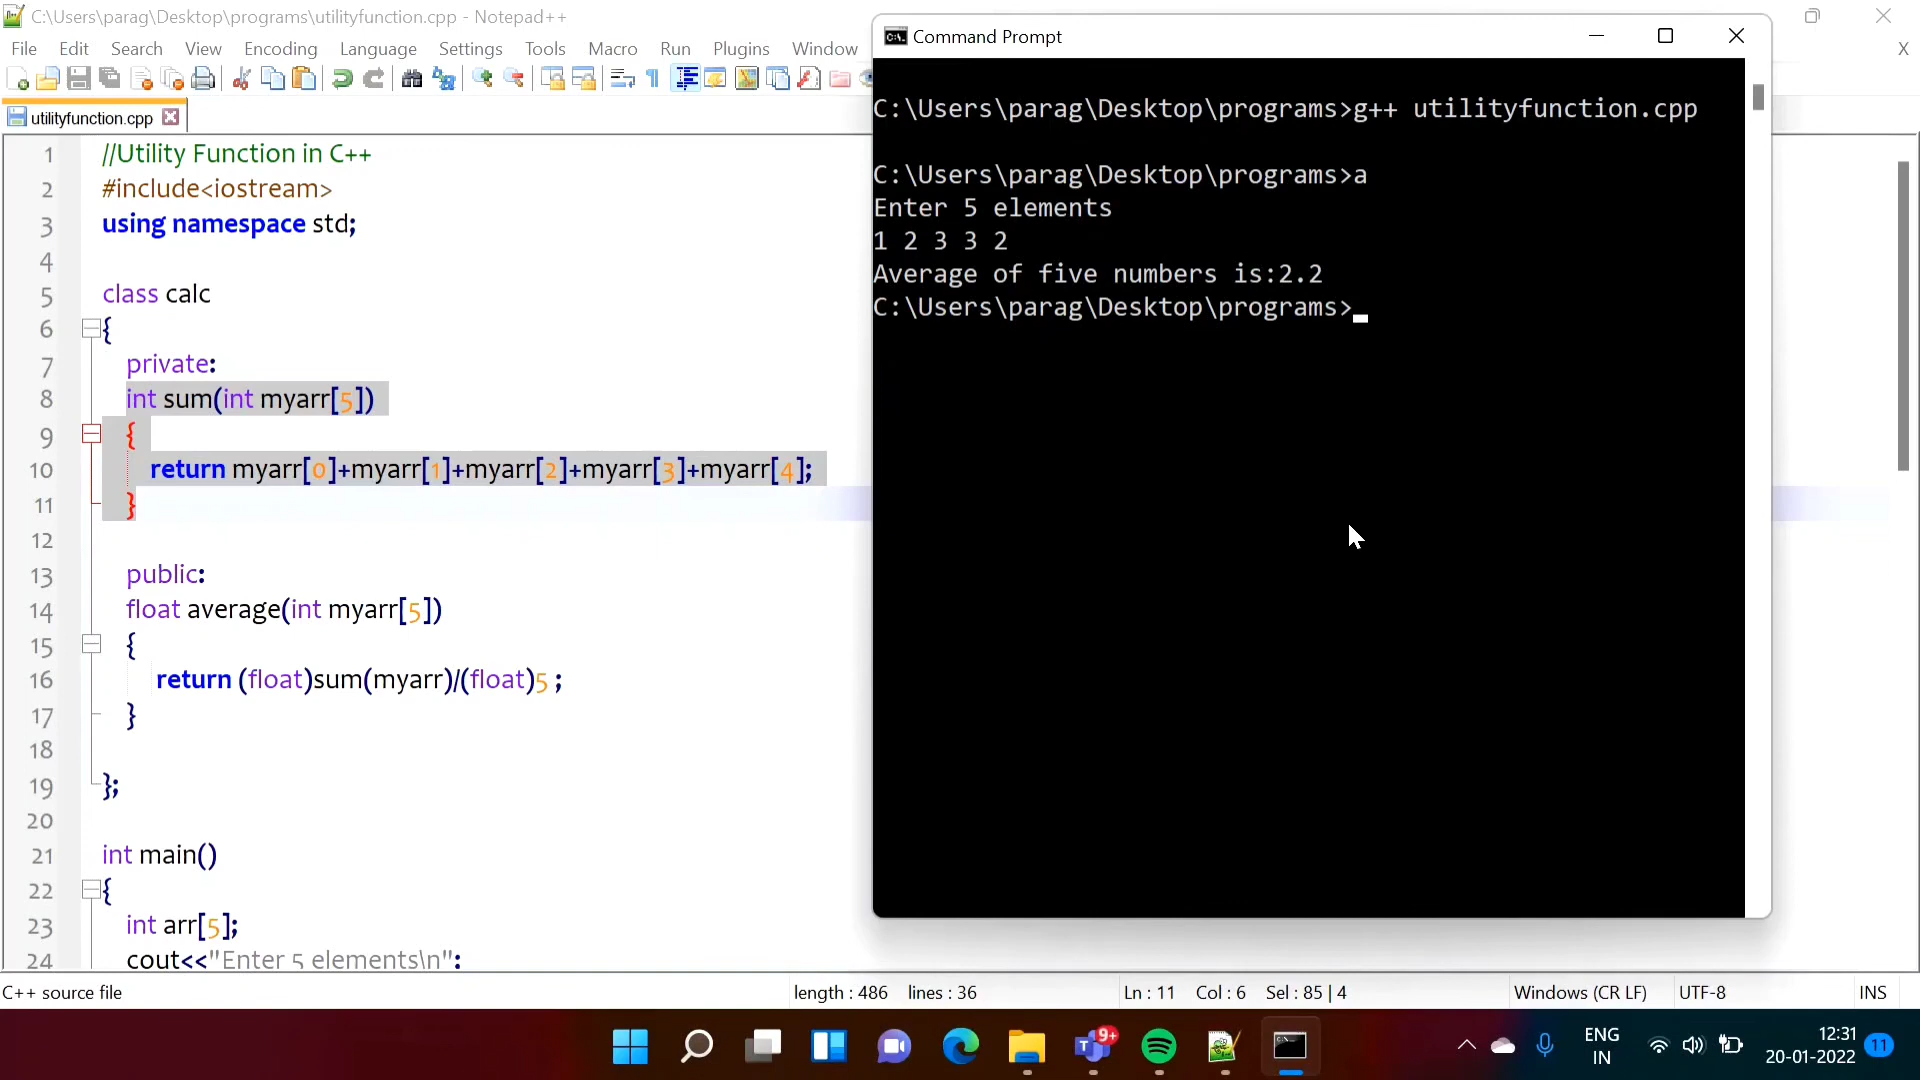 C:\Users\parag\Desktop\programs\utilityfunction.cpp - Notepad++
File Edit Search View Encoding Language Settings Tools Macro Run Plugins Window
X
utilityfunction.cpp
1 //Utility Function in C++
2 #include<iostream>
3 using namespace std;
4
5 class calc
6 {
7 private:
8 int sum(int myarr[5])
9 {
10 return myarr[0]+myarr[1]+myarr[2]+myarr[3]+myarr[4];
11 }
12
13 public:
14 float average(int myarr[5])
15 {
16 return (float)sum(myarr)/(float)5 ;
17 }
18
19 };
20
21 int main()
22 {
23 int arr[5];
24 cout<<"Enter 5 elements\n";
Command Prompt
C:\Users\parag\Desktop\programs>g++ utilityfunction.cpp
C:\Users\parag\Desktop\programs>a
Enter 5 elements
1 2 3 3 2
Average of five numbers is:2.2
C:\Users\parag\Desktop\programs>
C++ source file length : 486 lines : 36 Ln : 11 Col : 6 Sel : 85 | 4 Windows (CR LF) UTF-8 INS
9+
ENG
IN
12:31
20-01-2022
11